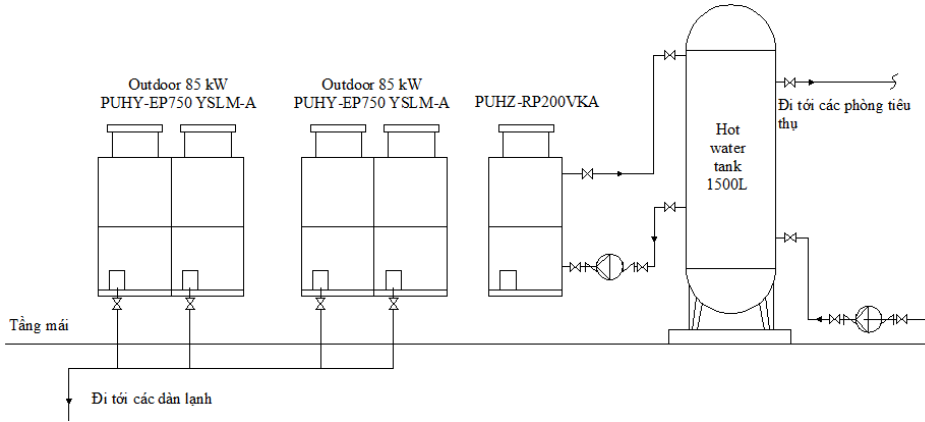 Outdoor 85 kW
PUHY-EP750 YSLM-A
Outdoor 85 kW
PUHY-EP750 YSLM-A
PUHZ-RP200VKA
Đi tới các phòng tiêu
thụ
Hot
water
tank
1500L
Tầng mái
Đi tới các dàn lạnh